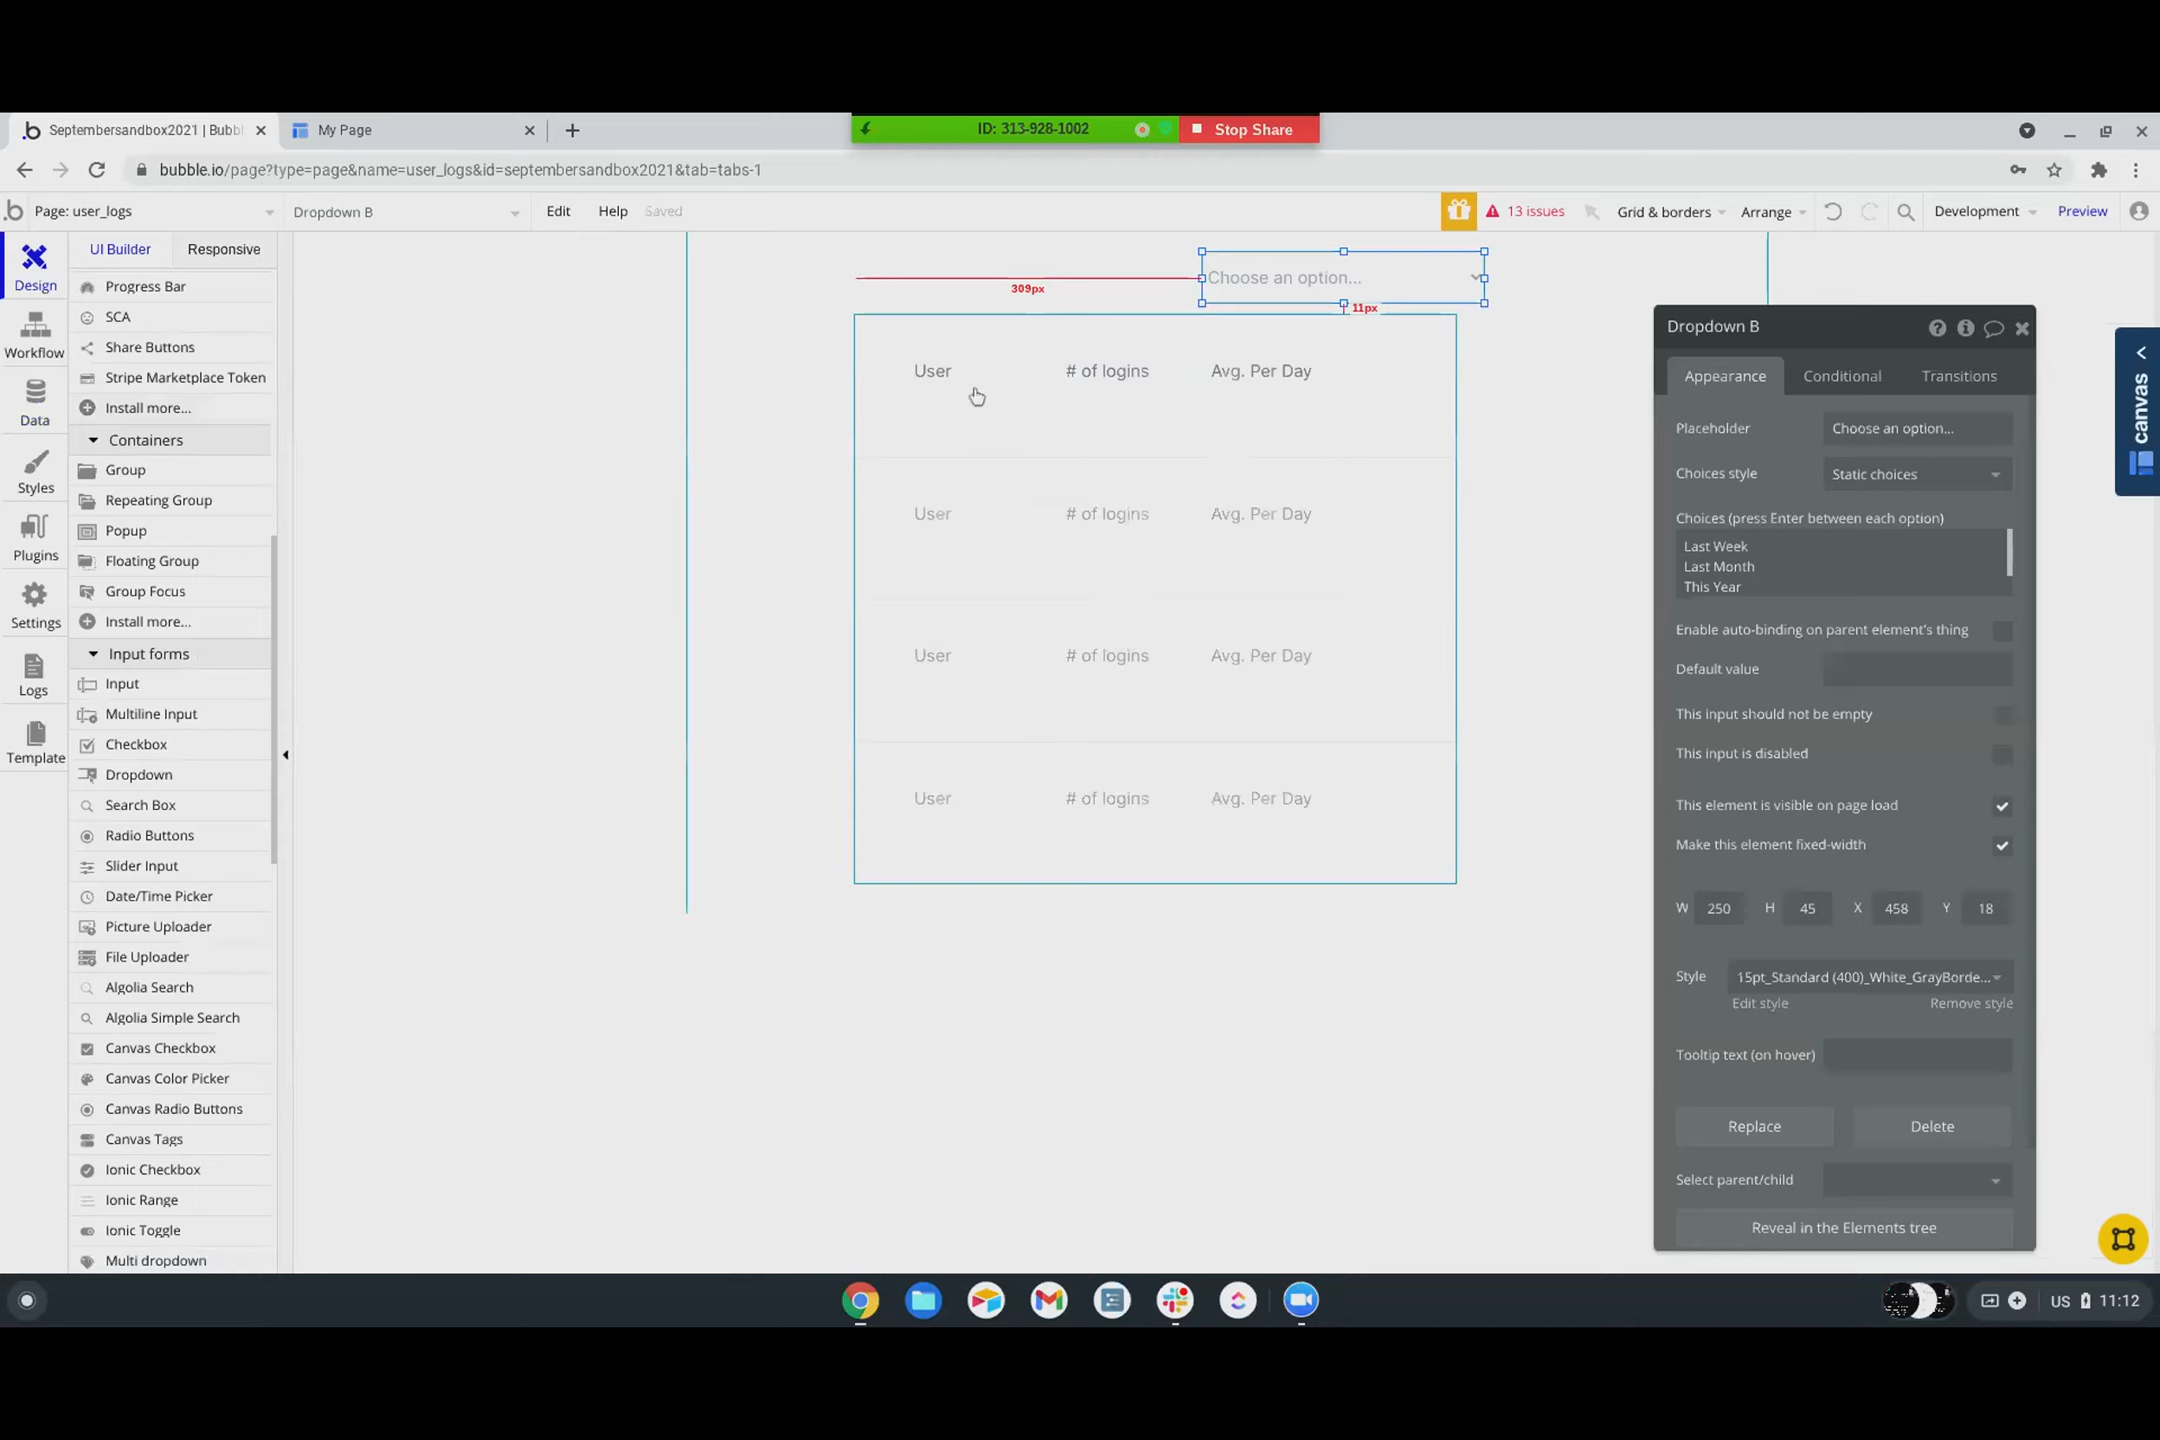 Septembersandbox2021 | Bubbl
My Page
ID: 313-928-1002
Stop Share
bubble.io/page?type=page&name=user_logs&id=septembersandbox2021&tab=tabs-1
Page: user_logs
Dropdown B
Edit
Help
Saved
13 issues
Grid & borders
Arrange
Development
Preview
Design
Workflow
Data
Styles
Plugins
Settings
Logs
Template
UI Builder
Responsive
Progress Bar
SCA
Share Buttons
Stripe Marketplace Token
Install more...
Containers
Group
Repeating Group
Popup
Floating Group
Group Focus
Install more...
Input forms
Input
Multiline Input
Checkbox
Dropdown
Search Box
Radio Buttons
Slider Input
Date/Time Picker
Picture Uploader
File Uploader
Algolia Search
Algolia Simple Search
Canvas Checkbox
Canvas Color Picker
Canvas Radio Buttons
Canvas Tags
Ionic Checkbox
Ionic Range
Ionic Toggle
Multi dropdown
Choose an option...
309px
11px
User # of logins Avg. Per Day
User # of logins Avg. Per Day
User # of logins Avg. Per Day
User # of logins Avg. Per Day
Dropdown B
Appearance
Conditional
Transitions
Placeholder
Choose an option...
Choices style
Static choices
Choices (press Enter between each option)
Last Week
Last Month
This Year
Enable auto-binding on parent element's thing
Default value
This input should not be empty
This input is disabled
This element is visible on page load
Make this element fixed-width
W 250 H 45 X 458 Y 18
Style
15pt_Standard (400)_White_GrayBorde...
Edit style
Remove style
Tooltip text (on hover)
Replace
Delete
Select parent/child
Reveal in the Elements tree
canvas
US
11:12